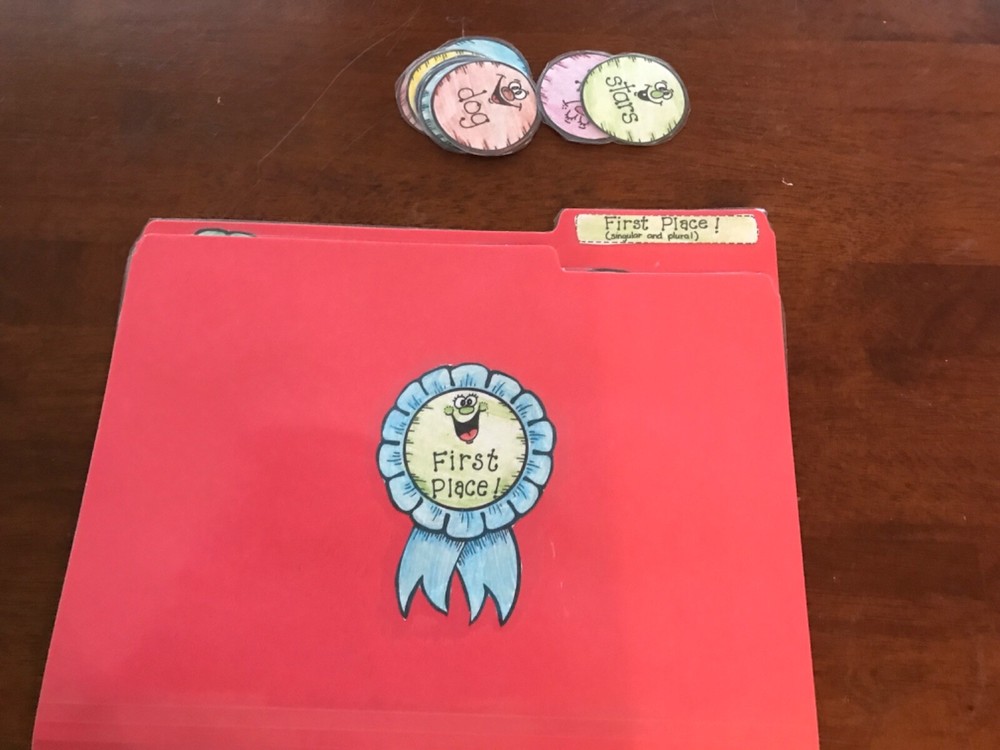 dog
stars
First Place!
(singular and plural)
First
Place!